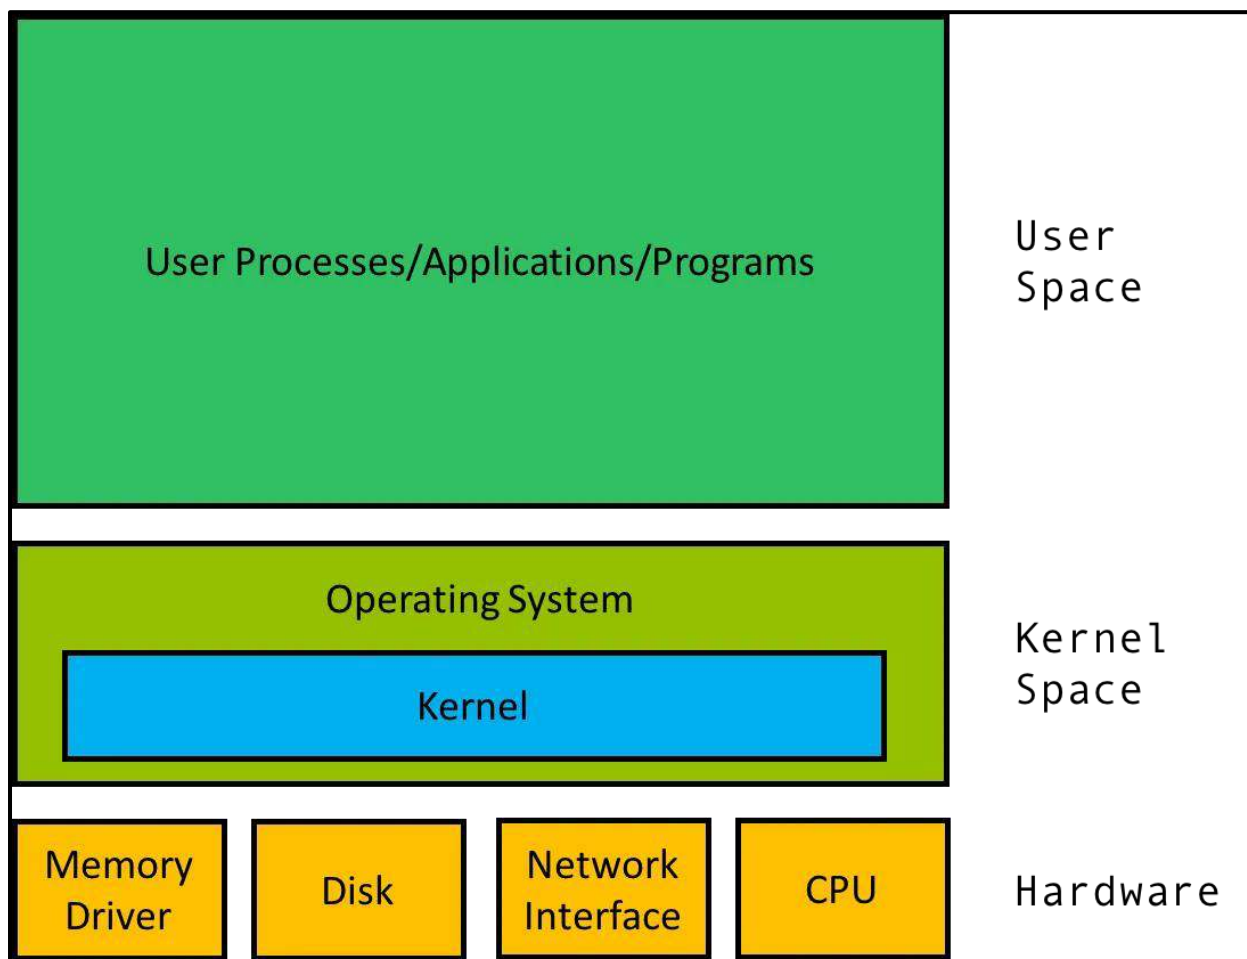 User Processes/Applications/Programs
User
Space
Operating System
Kernel
Kernel
Space
Memory
Driver
Disk
Network
Interface
CPU
Hardware